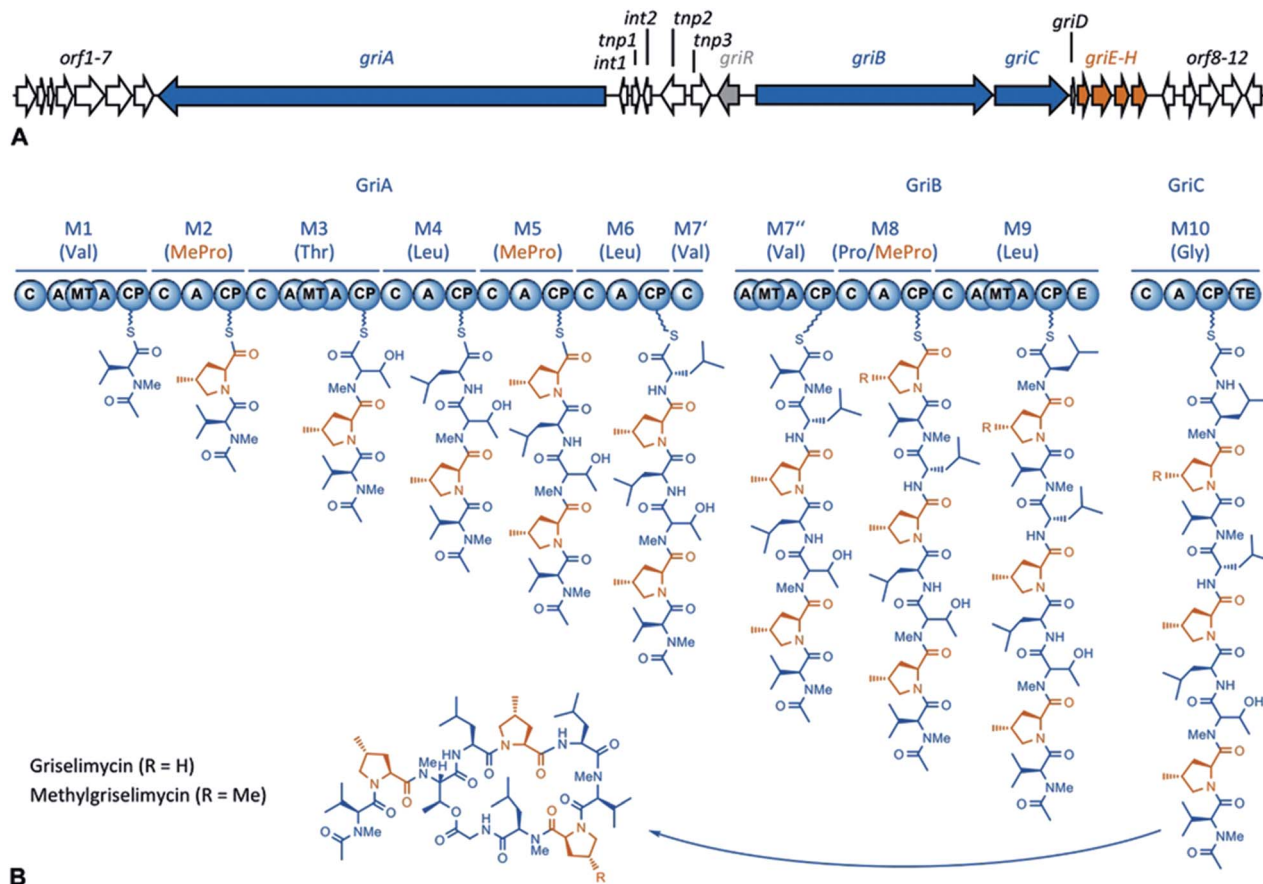 int2 tnp2 griD
orf1-7 griA tnp1 tnp3 griR griB griC griE-H orf8-12
int1
A
GriA GriB GriC
M1 M2 M3 M4 M5 M6 M7' M7'' M8 M9 M10
(Val) (MePro) (Thr) (Leu) (MePro) (Leu) (Val) (Val) (Pro/MePro) (Leu) (Gly)
C A MT A CP C A CP C A MT A CP C A CP C A CP C A CP C A MT A CP C A CP C A MT A CP E C A CP TE
S S S S S S S S S S
Griselimycin (R = H)
Methylgriselimycin (R = Me)
B